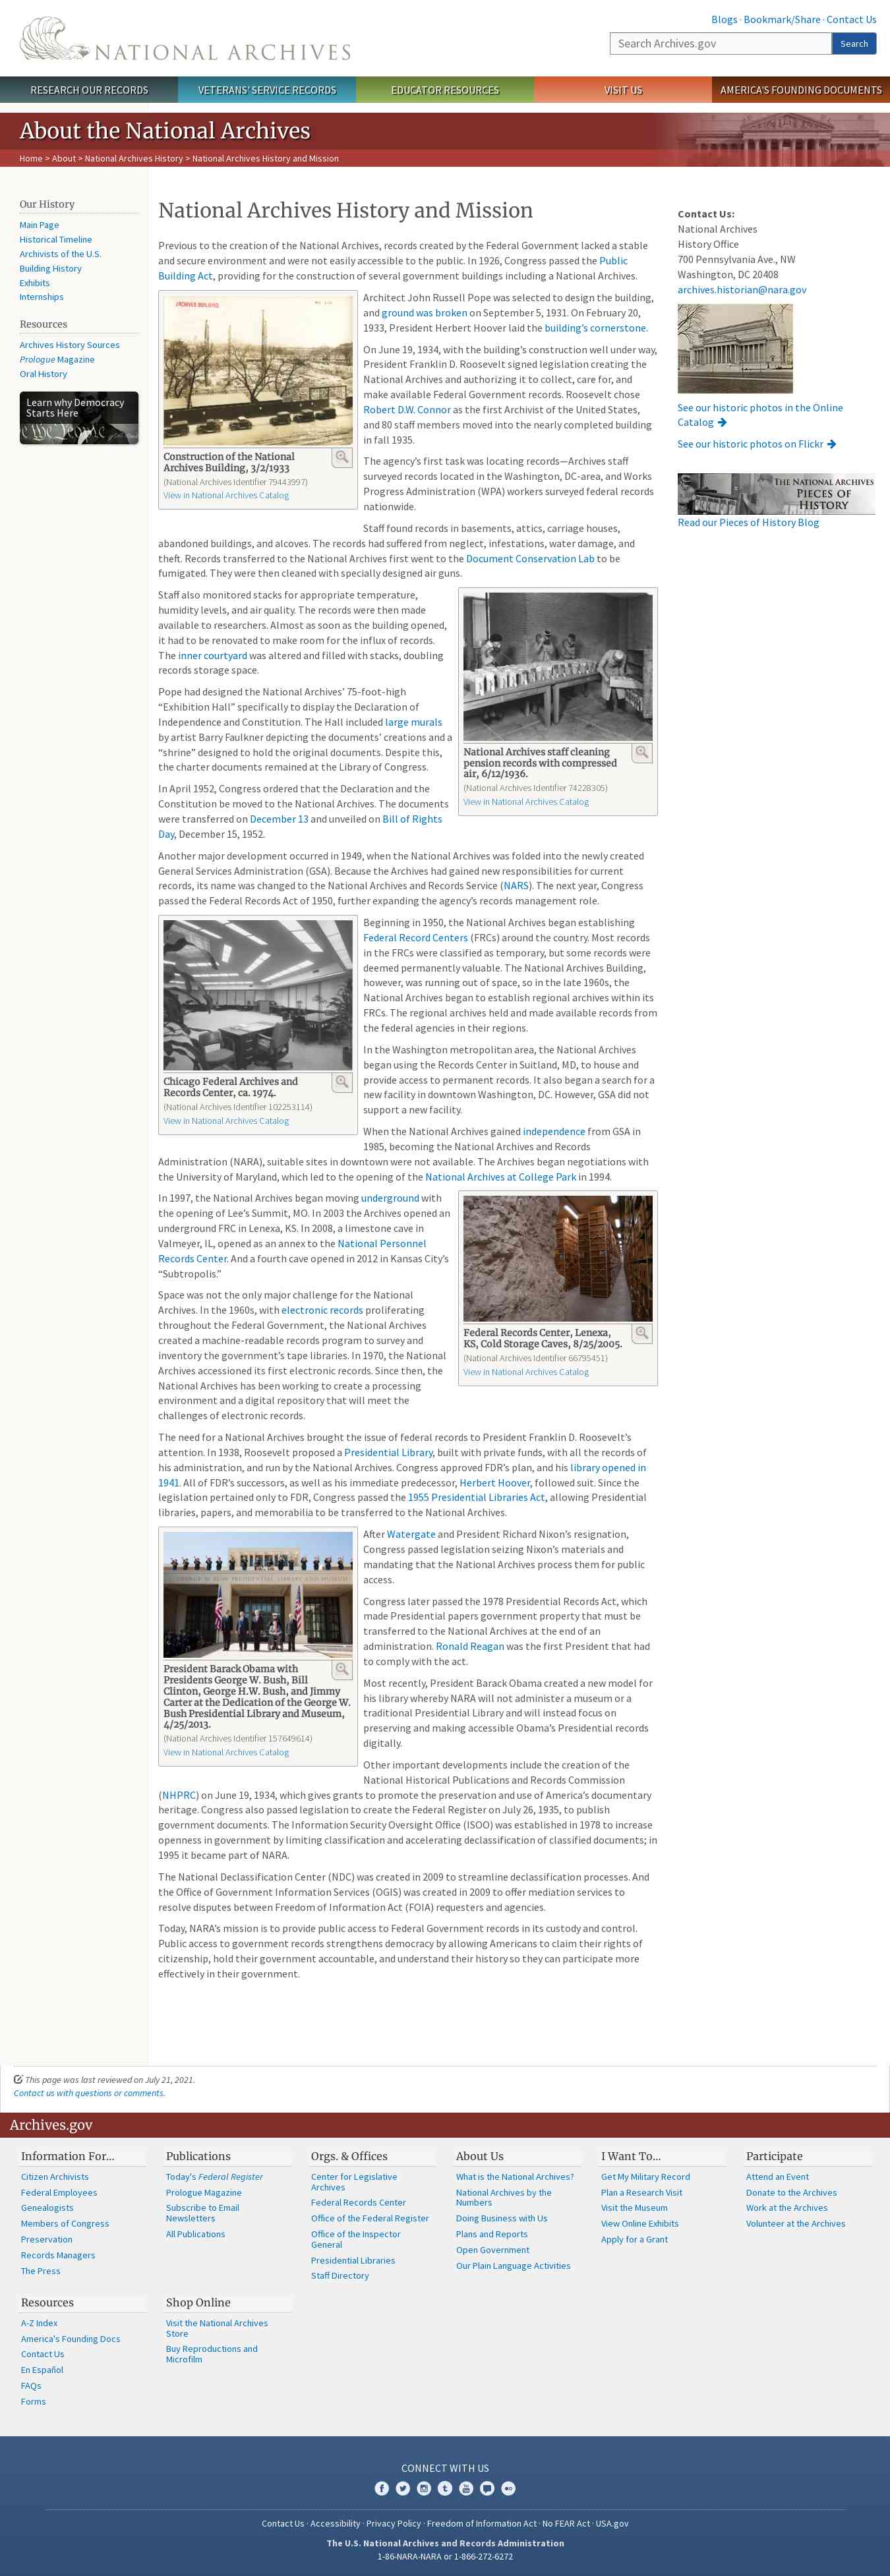 Blogs · Bookmark/Share · Contact Us
NATIONAL ARCHIVES
Search Archives.gov
Search
RESEARCH OUR RECORDS
VETERANS' SERVICE RECORDS
EDUCATOR RESOURCES
VISIT US
AMERICA'S FOUNDING DOCUMENTS
About the National Archives
Home > About > National Archives History > National Archives History and Mission
Our History
Main Page
Historical Timeline
Archivists of the U.S.
Building History
Exhibits
Internships
Resources
Archives History Sources
Prologue Magazine
Oral History
Learn why Democracy
Starts Here
We the People
National Archives History and Mission
Previous to the creation of the National Archives, records created by the Federal Government lacked a stable
and secure environment and were not easily accessible to the public. In 1926, Congress passed the Public
Building Act, providing for the construction of several government buildings including a National Archives.
ARCHIVES BUILDING
Construction of the National
Archives Building, 3/2/1933
(National Archives Identifier 79443997)
View in National Archives Catalog
Architect John Russell Pope was selected to design the building,
and ground was broken on September 5, 1931. On February 20,
1933, President Herbert Hoover laid the building’s cornerstone.
On June 19, 1934, with the building’s construction well under way,
President Franklin D. Roosevelt signed legislation creating the
National Archives and authorizing it to collect, care for, and
make available Federal Government records. Roosevelt chose
Robert D.W. Connor as the first Archivist of the United States,
and 80 staff members moved into the nearly completed building
in fall 1935.
The agency’s first task was locating records—Archives staff
surveyed records located in the Washington, DC-area, and Works
Progress Administration (WPA) workers surveyed federal records
nationwide.
Staff found records in basements, attics, carriage houses,
abandoned buildings, and alcoves. The records had suffered from neglect, infestations, water damage, and
theft. Records transferred to the National Archives first went to the Document Conservation Lab to be
fumigated. They were then cleaned with specially designed air guns.
Staff also monitored stacks for appropriate temperature,
humidity levels, and air quality. The records were then made
available to researchers. Almost as soon as the building opened,
it had to be renovated to make room for the influx of records.
The inner courtyard was altered and filled with stacks, doubling
records storage space.
National Archives staff cleaning
pension records with compressed
air, 6/12/1936.
(National Archives Identifier 74228305)
View in National Archives Catalog
Pope had designed the National Archives’ 75-foot-high
“Exhibition Hall” specifically to display the Declaration of
Independence and Constitution. The Hall included large murals
by artist Barry Faulkner depicting the documents’ creations and a
“shrine” designed to hold the original documents. Despite this,
the charter documents remained at the Library of Congress.
In April 1952, Congress ordered that the Declaration and the
Constitution be moved to the National Archives. The documents
were transferred on December 13 and unveiled on Bill of Rights
Day, December 15, 1952.
Another major development occurred in 1949, when the National Archives was folded into the newly created
General Services Administration (GSA). Because the Archives had gained new responsibilities for current
records, its name was changed to the National Archives and Records Service (NARS). The next year, Congress
passed the Federal Records Act of 1950, further expanding the agency’s records management role.
Chicago Federal Archives and
Records Center, ca. 1974.
(National Archives Identifier 102253114)
View in National Archives Catalog
Beginning in 1950, the National Archives began establishing
Federal Record Centers (FRCs) around the country. Most records
in the FRCs were classified as temporary, but some records were
deemed permanently valuable. The National Archives Building,
however, was running out of space, so in the late 1960s, the
National Archives began to establish regional archives within its
FRCs. The regional archives held and made available records from
the federal agencies in their regions.
In the Washington metropolitan area, the National Archives
began using the Records Center in Suitland, MD, to house and
provide access to permanent records. It also began a search for a
new facility in downtown Washington, DC. However, GSA did not
support a new facility.
When the National Archives gained independence from GSA in
1985, becoming the National Archives and Records
Administration (NARA), suitable sites in downtown were not available. The Archives began negotiations with
the University of Maryland, which led to the opening of the National Archives at College Park in 1994.
In 1997, the National Archives began moving underground with
the opening of Lee’s Summit, MO. In 2003 the Archives opened an
underground FRC in Lenexa, KS. In 2008, a limestone cave in
Valmeyer, IL, opened as an annex to the National Personnel
Records Center. And a fourth cave opened in 2012 in Kansas City’s
“Subtropolis.”
Federal Records Center, Lenexa,
KS, Cold Storage Caves, 8/25/2005.
(National Archives Identifier 66795451)
View in National Archives Catalog
Space was not the only major challenge for the National
Archives. In the 1960s, with electronic records proliferating
throughout the Federal Government, the National Archives
created a machine-readable records program to survey and
inventory the government’s tape libraries. In 1970, the National
Archives accessioned its first electronic records. Since then, the
National Archives has been working to create a processing
environment and a digital repository that will meet the
challenges of electronic records.
The need for a National Archives brought the issue of federal records to President Franklin D. Roosevelt’s
attention. In 1938, Roosevelt proposed a Presidential Library, built with private funds, with all the records of
his administration, and run by the National Archives. Congress approved FDR’s plan, and his library opened in
1941. All of FDR’s successors, as well as his immediate predecessor, Herbert Hoover, followed suit. Since the
legislation pertained only to FDR, Congress passed the 1955 Presidential Libraries Act, allowing Presidential
libraries, papers, and memorabilia to be transferred to the National Archives.
President Barack Obama with
Presidents George W. Bush, Bill
Clinton, George H.W. Bush, and Jimmy
Carter at the Dedication of the George W.
Bush Presidential Library and Museum,
4/25/2013.
(National Archives Identifier 157649614)
View in National Archives Catalog
After Watergate and President Richard Nixon’s resignation,
Congress passed legislation seizing Nixon’s materials and
mandating that the National Archives process them for public
access.
Congress later passed the 1978 Presidential Records Act, which
made Presidential papers government property that must be
transferred to the National Archives at the end of an
administration. Ronald Reagan was the first President that had
to comply with the act.
Most recently, President Barack Obama created a new model for
his library whereby NARA will not administer a museum or a
traditional Presidential Library and will instead focus on
preserving and making accessible Obama’s Presidential records
digitally.
Other important developments include the creation of the
National Historical Publications and Records Commission
(NHPRC) on June 19, 1934, which gives grants to promote the preservation and use of America’s documentary
heritage. Congress also passed legislation to create the Federal Register on July 26, 1935, to publish
government documents. The Information Security Oversight Office (ISOO) was established in 1978 to increase
openness in government by limiting classification and accelerating declassification of classified documents; in
1995 it became part of NARA.
The National Declassification Center (NDC) was created in 2009 to streamline declassification processes. And
the Office of Government Information Services (OGIS) was created in 2009 to offer mediation services to
resolve disputes between Freedom of Information Act (FOIA) requesters and agencies.
Today, NARA’s mission is to provide public access to Federal Government records in its custody and control.
Public access to government records strengthens democracy by allowing Americans to claim their rights of
citizenship, hold their government accountable, and understand their history so they can participate more
effectively in their government.
Contact Us:
National Archives
History Office
700 Pennsylvania Ave., NW
Washington, DC 20408
archives.historian@nara.gov
See our historic photos in the Online
Catalog
See our historic photos on Flickr
THE NATIONAL ARCHIVES
PIECES OF
HISTORY
Read our Pieces of History Blog
This page was last reviewed on July 21, 2021.
Contact us with questions or comments.
Archives.gov
Information For…
Citizen Archivists
Federal Employees
Genealogists
Members of Congress
Preservation
Records Managers
The Press
Publications
Today's Federal Register
Prologue Magazine
Subscribe to Email
Newsletters
All Publications
Orgs. & Offices
Center for Legislative
Archives
Federal Records Center
Office of the Federal Register
Office of the Inspector
General
Presidential Libraries
Staff Directory
About Us
What is the National Archives?
National Archives by the
Numbers
Doing Business with Us
Plans and Reports
Open Government
Our Plain Language Activities
I Want To…
Get My Military Record
Plan a Research Visit
Visit the Museum
View Online Exhibits
Apply for a Grant
Participate
Attend an Event
Donate to the Archives
Work at the Archives
Volunteer at the Archives
Resources
A-Z Index
America's Founding Docs
Contact Us
En Español
FAQs
Forms
Shop Online
Visit the National Archives
Store
Buy Reproductions and
Microfilm
CONNECT WITH US
Contact Us · Accessibility · Privacy Policy · Freedom of Information Act · No FEAR Act · USA.gov
The U.S. National Archives and Records Administration
1-86-NARA-NARA or 1-866-272-6272